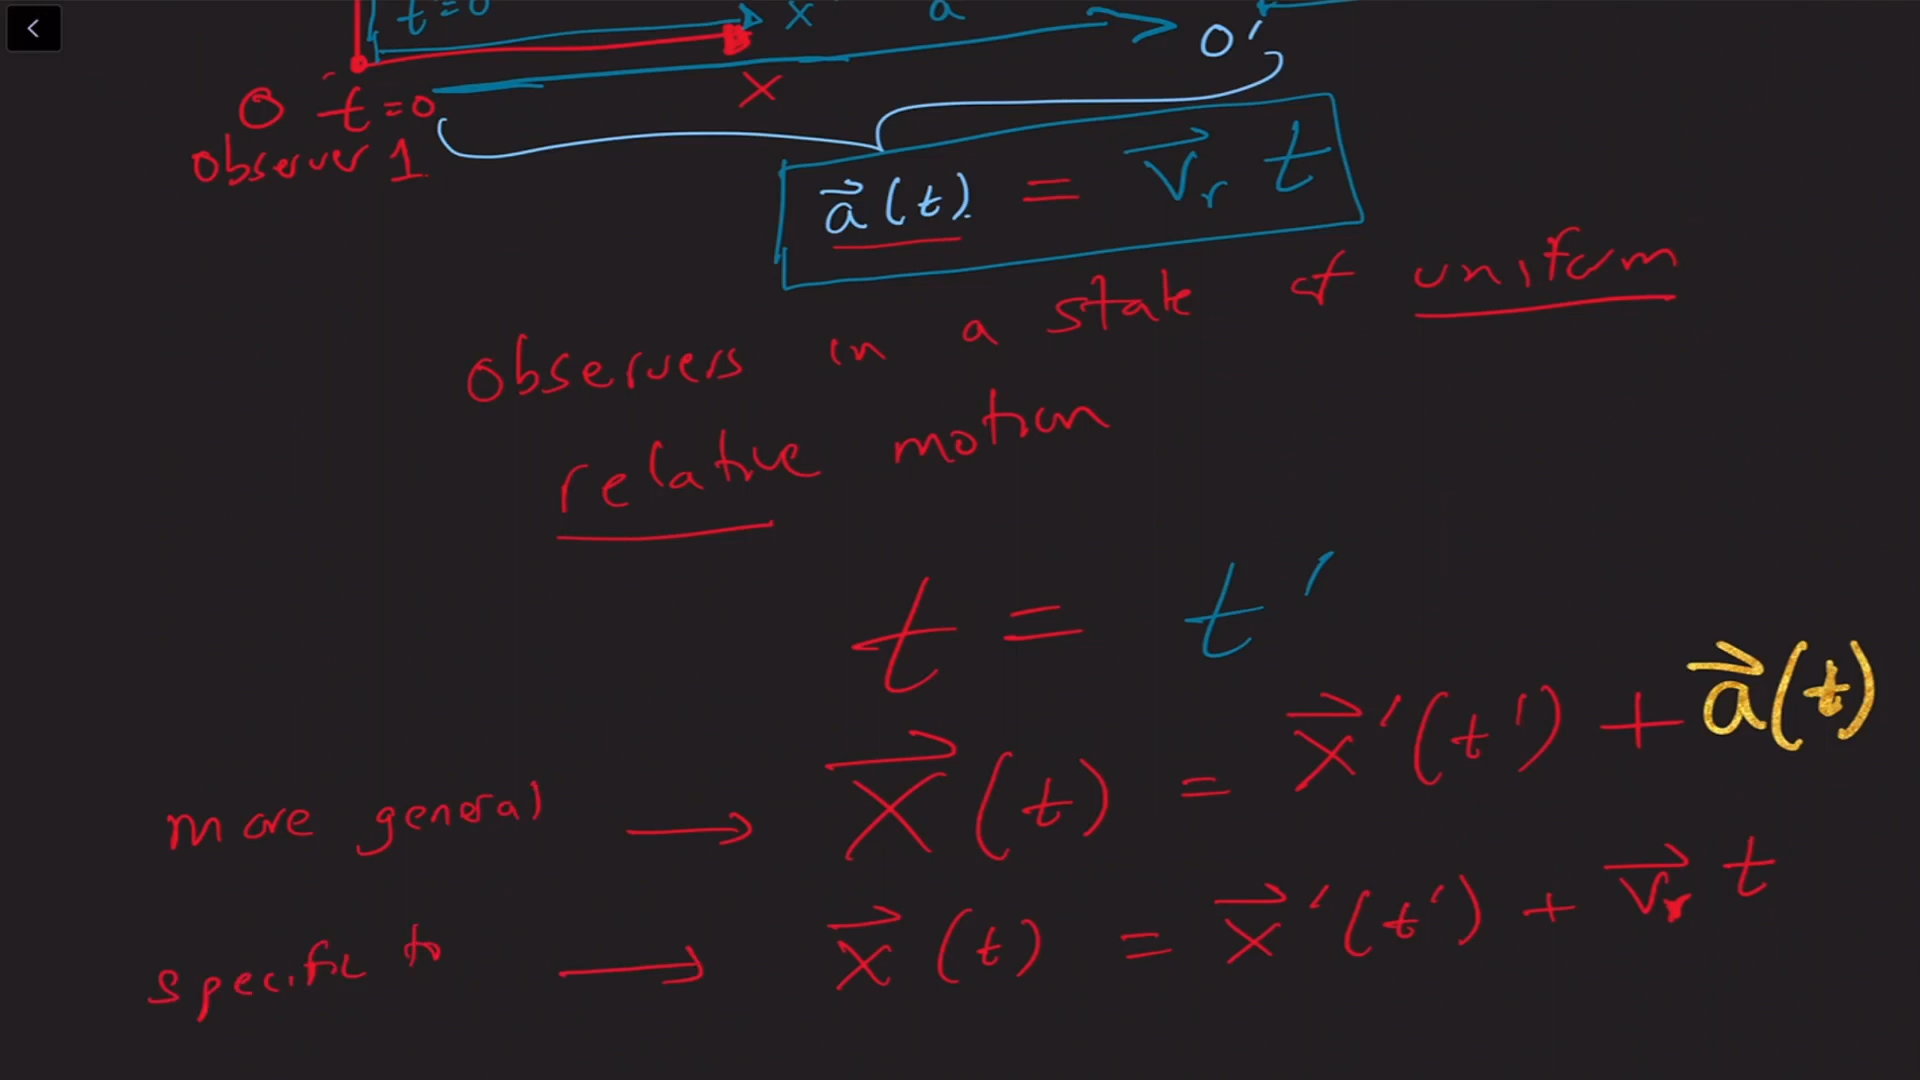 t=0 x a
O'
x
O t=0
observer 1
a⃗(t) = v⃗ᵣ t
observers in a state of uniform
relative motion
t = t'
more general → x⃗(t) = x⃗'(t') + a⃗(t)
specific to → x⃗(t) = x⃗'(t') + v⃗ᵣ t